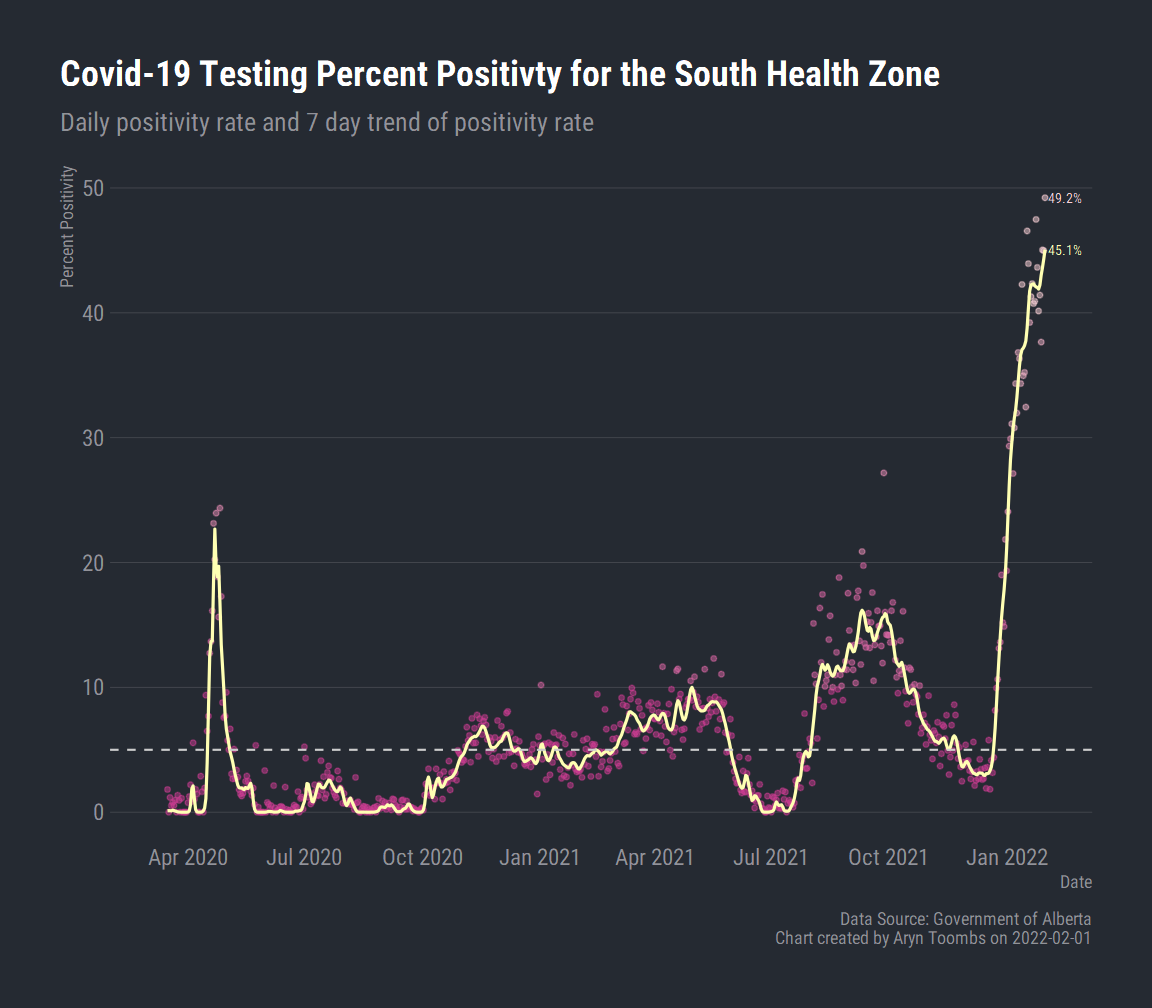 Covid-19 Testing Percent Positivty for the South Health Zone
Daily positivity rate and 7 day trend of positivity rate
Percent Positivity
50
40
30
20
10
0
49.2%
45.1%
Apr 2020 Jul 2020 Oct 2020 Jan 2021 Apr 2021 Jul 2021 Oct 2021 Jan 2022
Date
Data Source: Government of Alberta
Chart created by Aryn Toombs on 2022-02-01